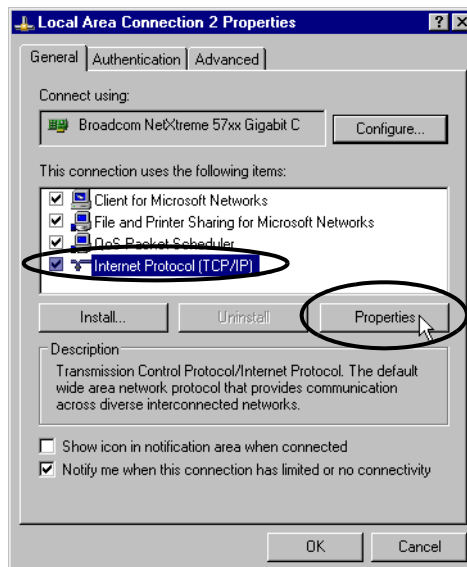 Local Area Connection 2 Properties
General Authentication Advanced
Connect using:
Broadcom NetXtreme 57xx Gigabit C
Configure...
This connection uses the following items:
Client for Microsoft Networks
File and Printer Sharing for Microsoft Networks
QoS Packet Scheduler
Internet Protocol (TCP/IP)
Install... Uninstall Properties
Description
Transmission Control Protocol/Internet Protocol. The default
wide area network protocol that provides communication
across diverse interconnected networks.
Show icon in notification area when connected
Notify me when this connection has limited or no connectivity
OK Cancel